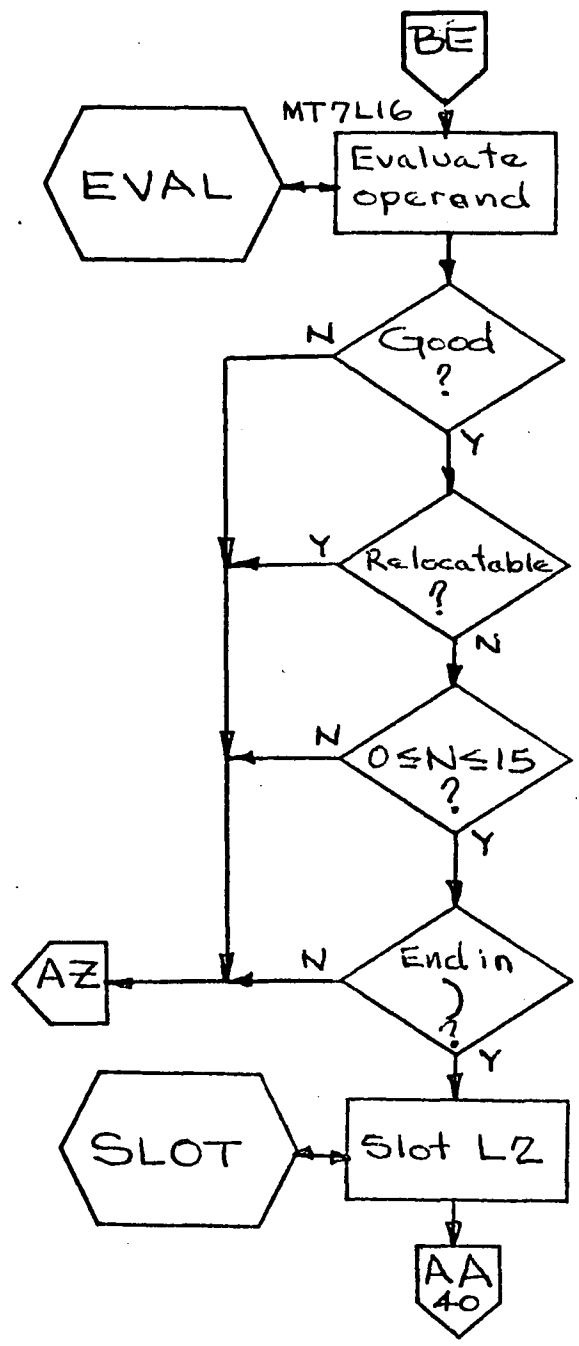 BE
MT7L16
EVAL
Evaluate
operand
N
Good
?
Y
Y
Relocatable
?
N
N
0≤N≤15
?
Y
AZ
N
End in
)
?
Y
SLOT
Slot L2
AA
40